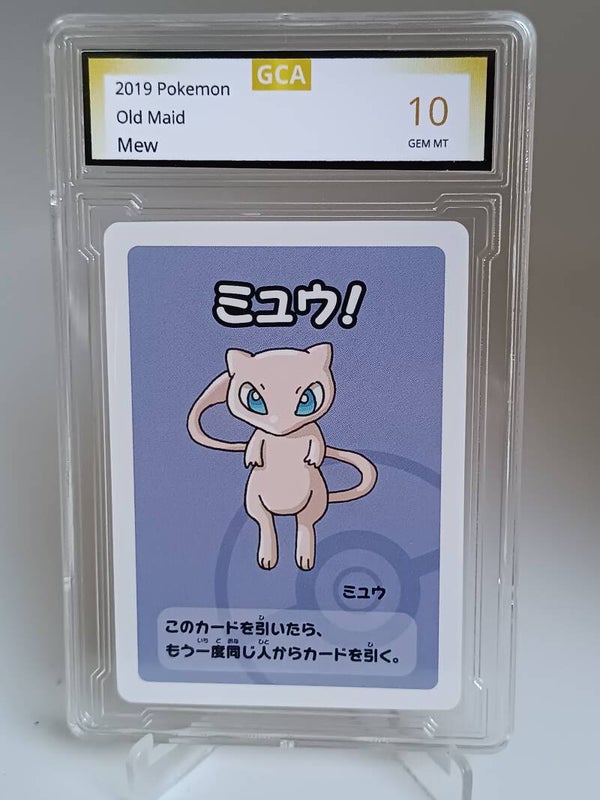 GCA
2019 Pokemon
Old Maid
Mew
10
GEM MT
ミュウ!
ミュウ
このカードを引いたら、
もう一度同じ人からカードを引く。